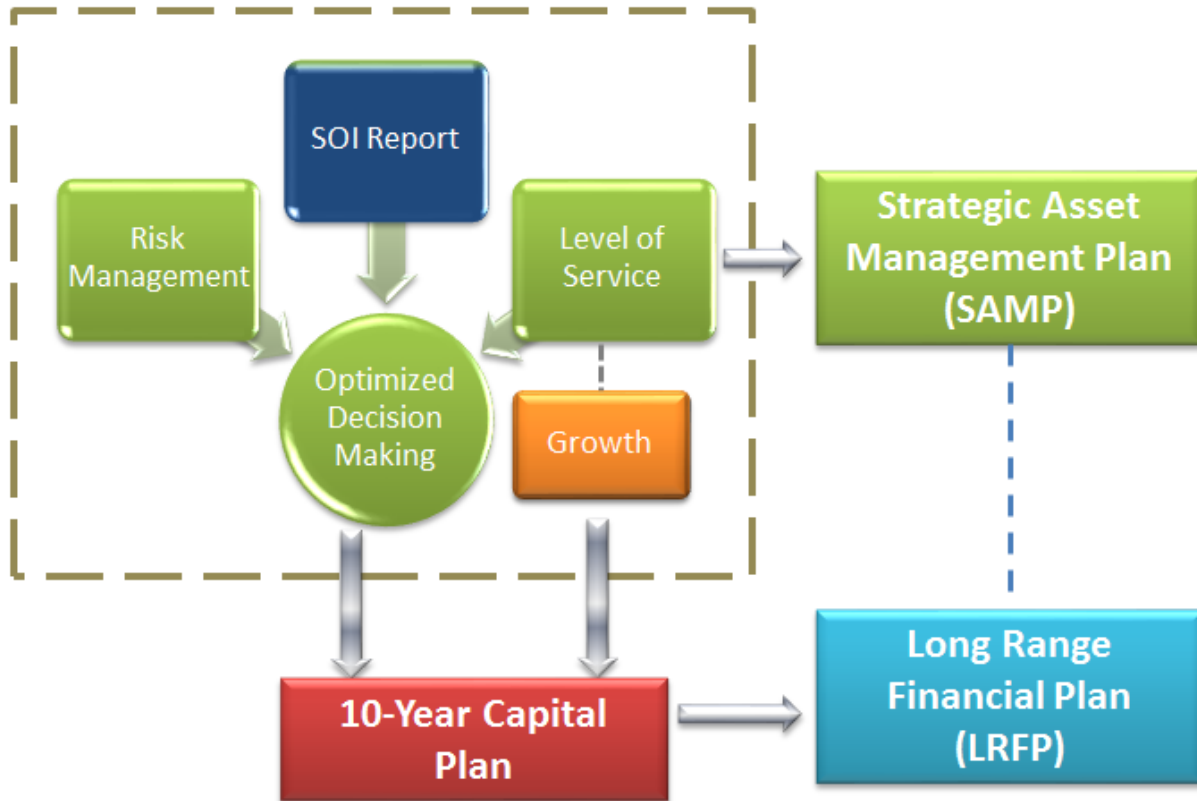 SOI Report
Risk
Management
Level of
Service
Strategic Asset
Management Plan
(SAMP)
Optimized
Decision
Making
Growth
10-Year Capital
Plan
Long Range
Financial Plan
(LRFP)